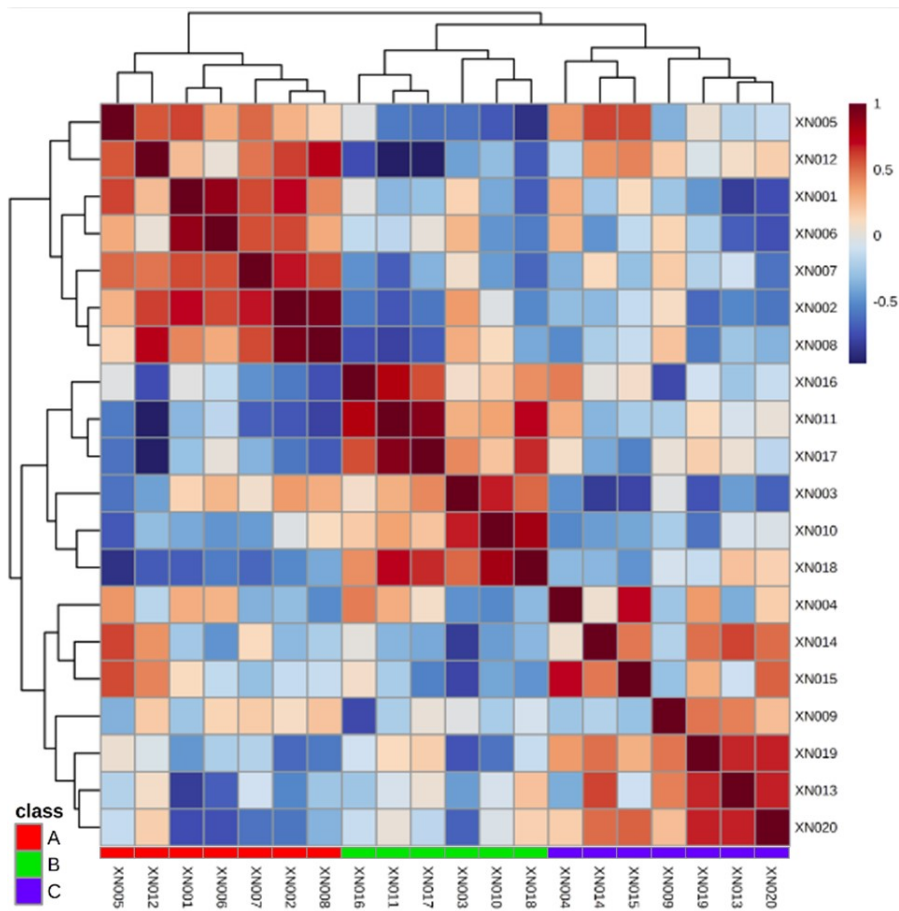 1
0.5
0
-0.5
XN005
XN012
XN001
XN006
XN007
XN002
XN008
XN016
XN011
XN017
XN003
XN010
XN018
XN004
XN014
XN015
XN009
XN019
XN013
XN020
class
A
B
C
XN005
XN012
XN001
XN006
XN007
XN002
XN008
XN016
XN011
XN017
XN003
XN010
XN018
XN004
XN014
XN015
XN009
XN019
XN013
XN020